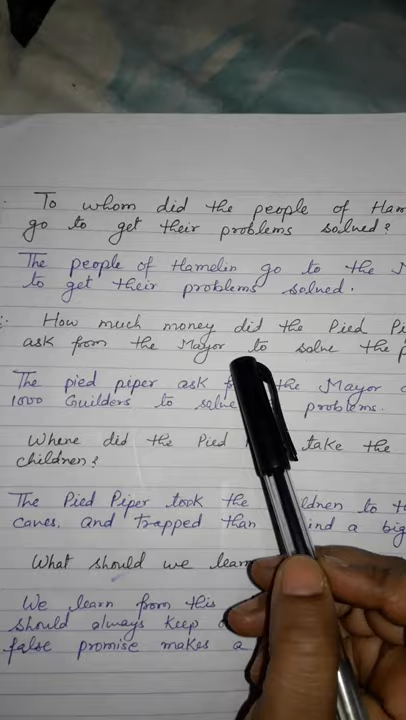 To whom did the people of Ham
go to get their problems solved?
The people of Hamelin go to the M
to get their problems solved.
How much money did the Pied Pi
ask from the Mayor to solve the p
The pied piper ask the Mayor
1000 Guilders to solve problems.
Where did the Pied take the
children?
The Pied Piper took the ldren to t
caves, and trapped than ind a big
What should we learn
We learn from this
should always keep
false promise makes a